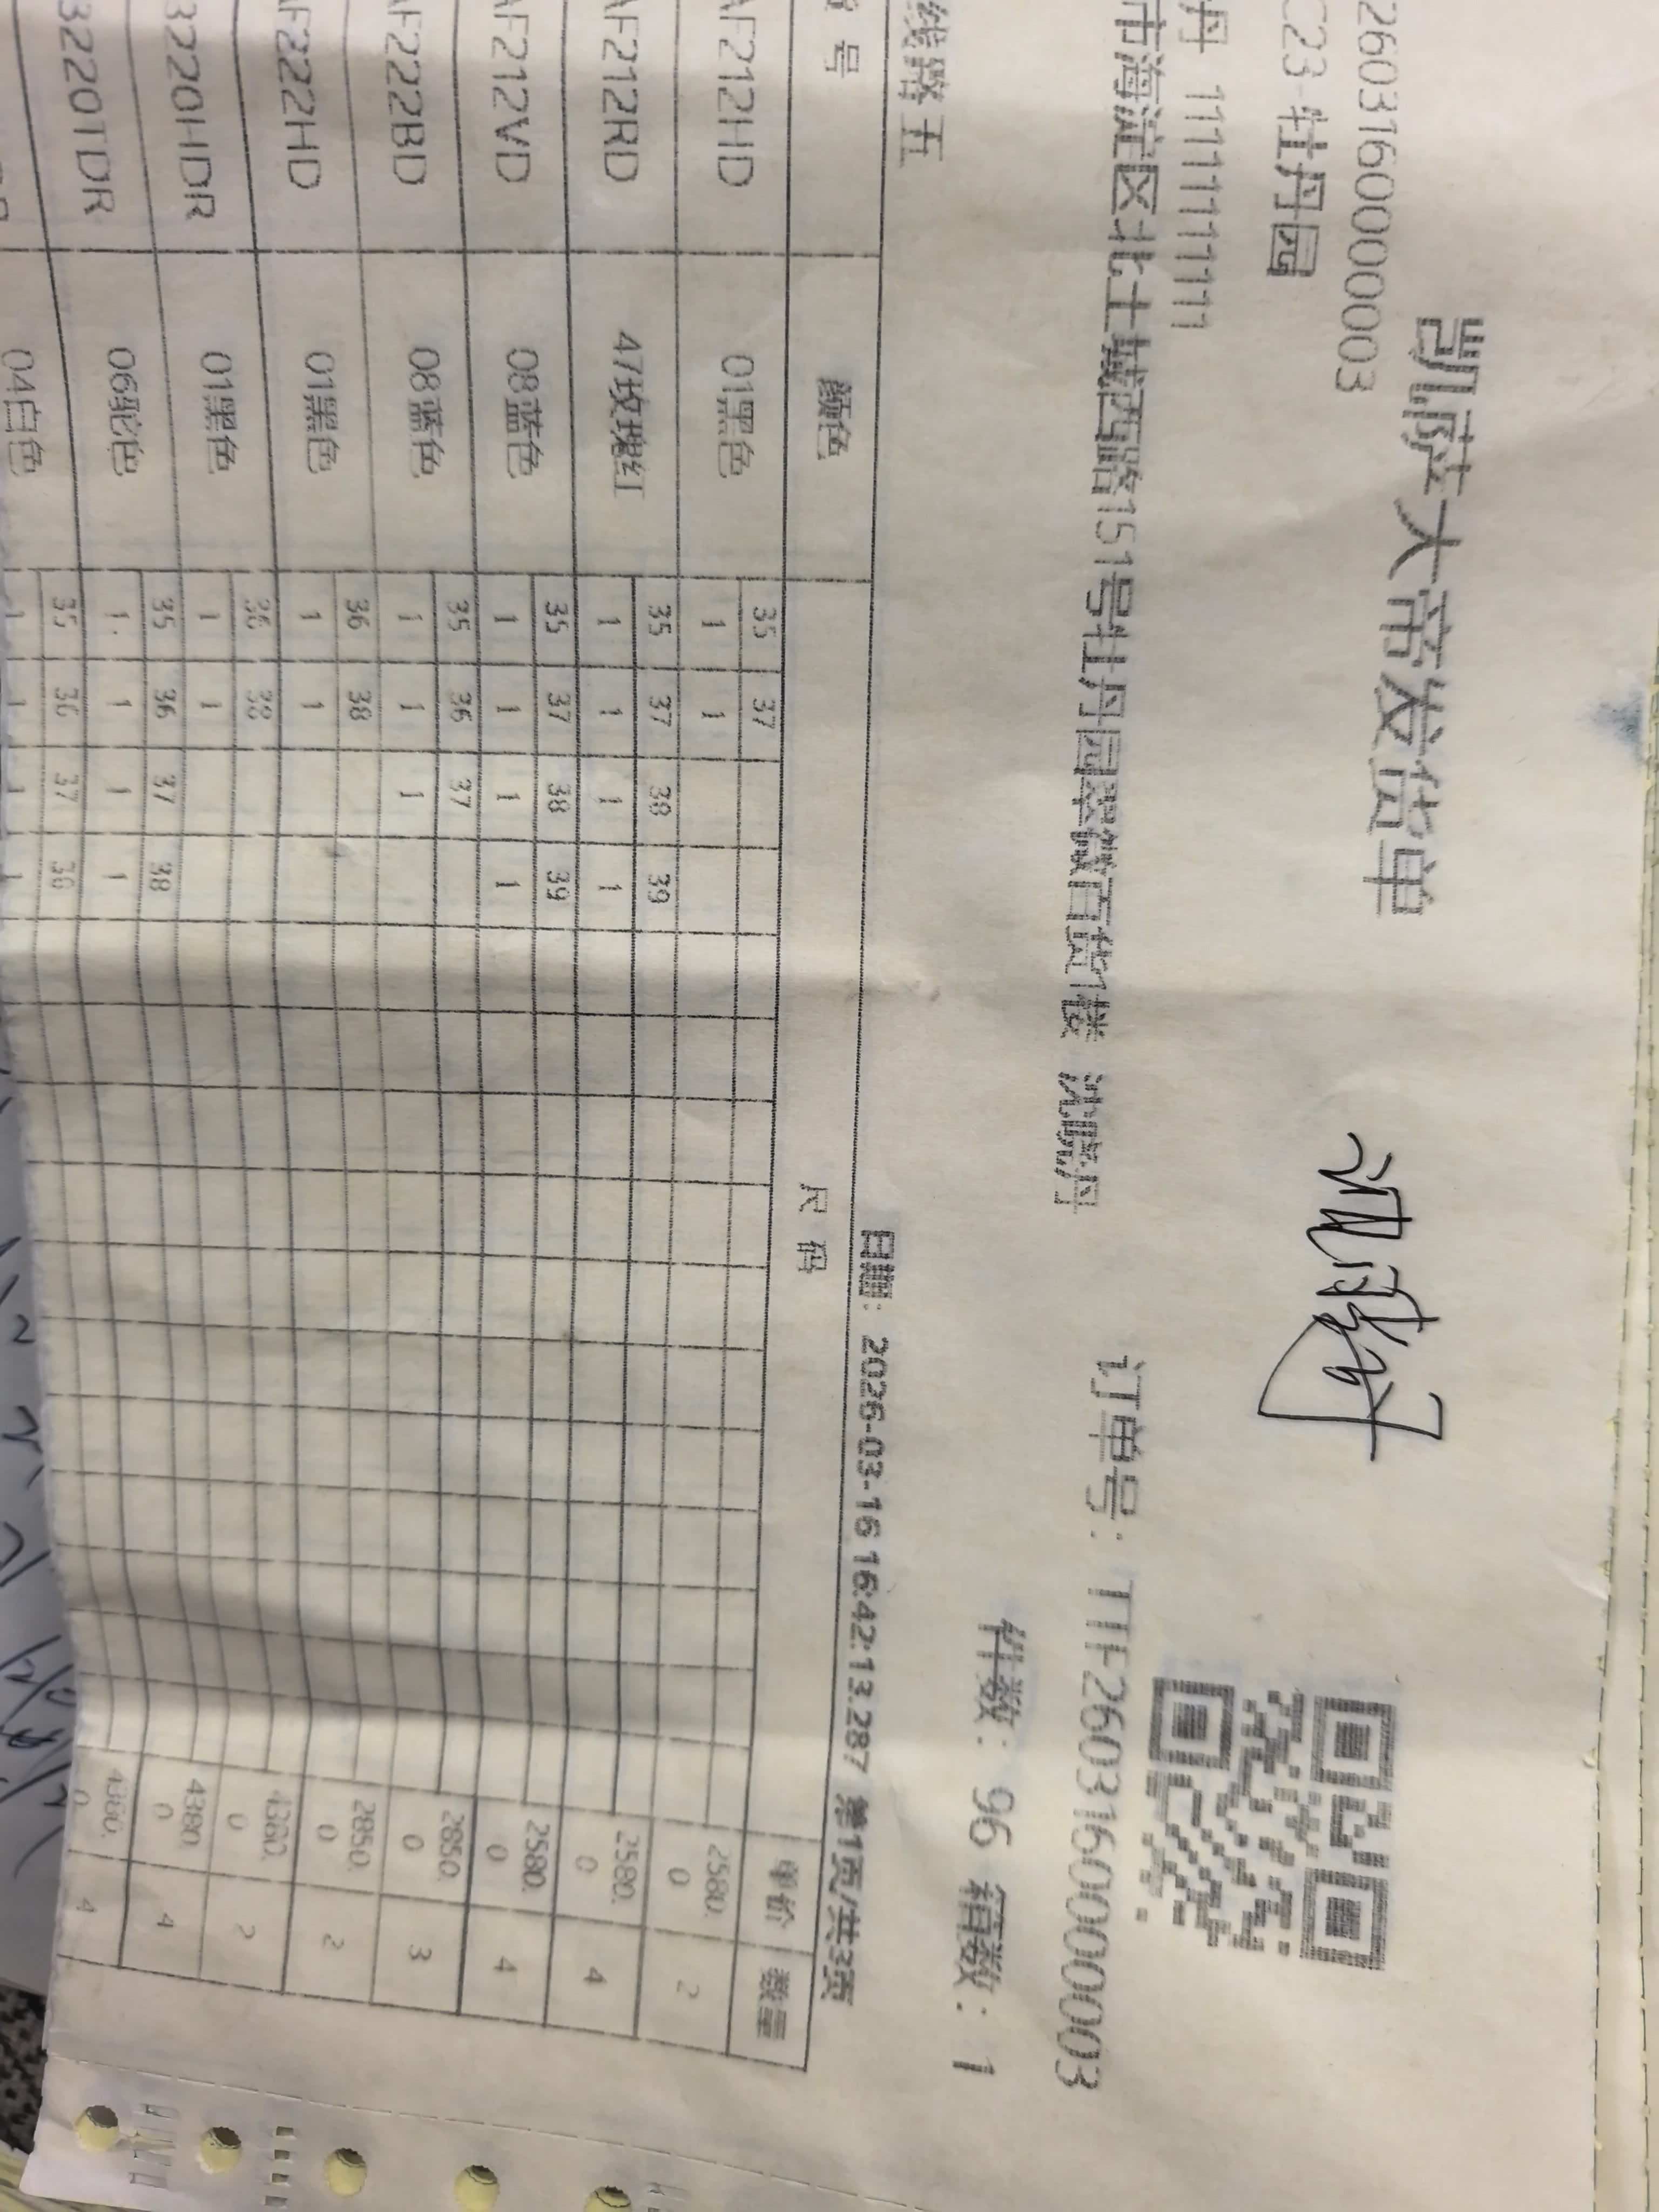 凯萨大帝发货单
26031600000003
C23-牡丹园
丹 11111111111
订单号: TTF26031600000003
市海淀区北土城西路151号牡丹园翠微百货1楼 沈晓丹
件数: 96 箱数: 1
线路五
日期: 2026-03-16 16:42:13.287 第1页/共3页
号 颜色 尺码 单价 数量
AF212HD 01黑色 35 37 2580.0 2
1 1
AF212RD 47玫瑰红 35 37 38 39 2580.0 4
1 1 1 1
AF212VD 08蓝色 35 37 38 39 2580.0 4
1 1 1 1
AF222BD 08蓝色 35 36 37 2850.0 3
1 1 1
AF222HD 01黑色 36 38 2850.0 2
1 1
3220HDR 01黑色 36 38 4380.0 2
1 1
3220TDR 06驼色 35 36 37 38 4380.0 4
1 1 1 1
04白色 35 36 37 38 4
1 1 1 1